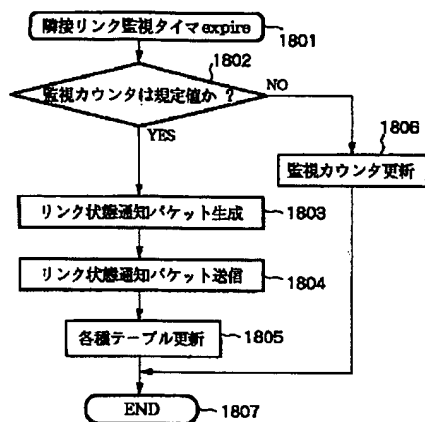 隣接リンク監視タイマexpire
1801
1802
監視カウンタは規定値か ?
NO
YES
1806
監視カウンタ更新
リンク状態通知パケット生成
1803
リンク状態通知パケット送信
1804
各種テーブル更新
1805
END
1807